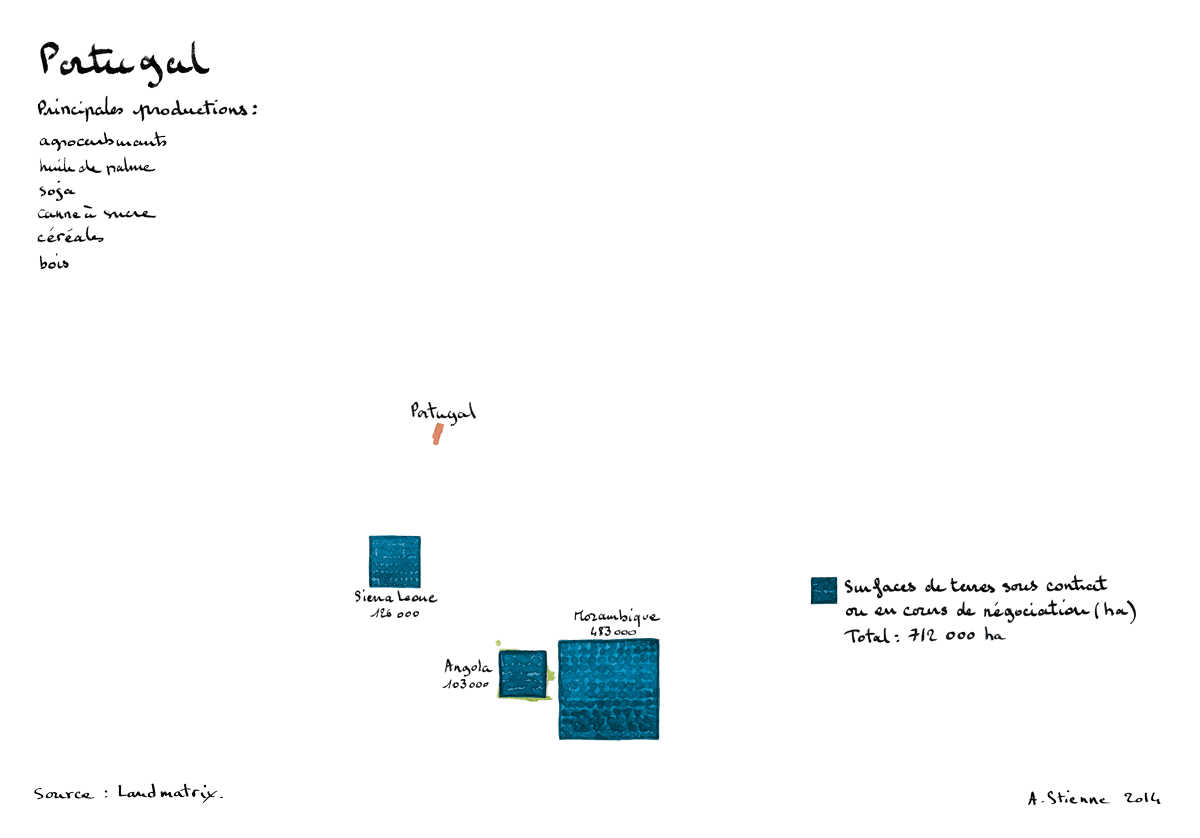 Portugal
Principales productions :
agrocarburants
huile de palme
soja
canne à sucre
céréales
bois
Portugal
Sierra Leone
126 000
Mozambique
483 000
Angola
103 000
Surfaces de terres sous contrat
ou en cours de négociation (ha)
Total : 712 000 ha
Source : Landmatrix.
A. Stienne 2014